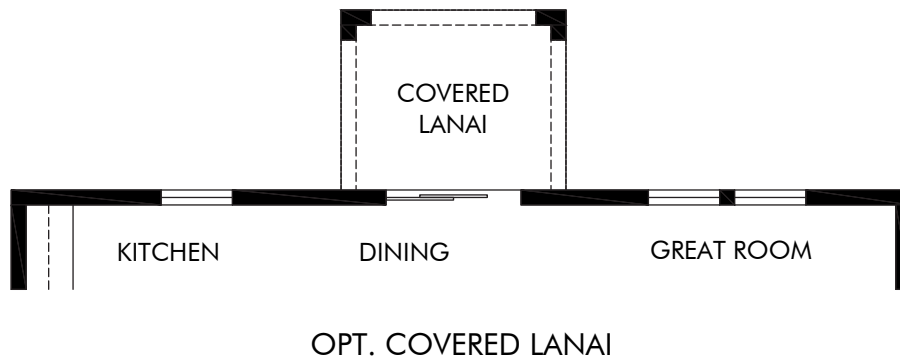 COVERED
LANAI
KITCHEN
DINING
GREAT ROOM
OPT. COVERED LANAI